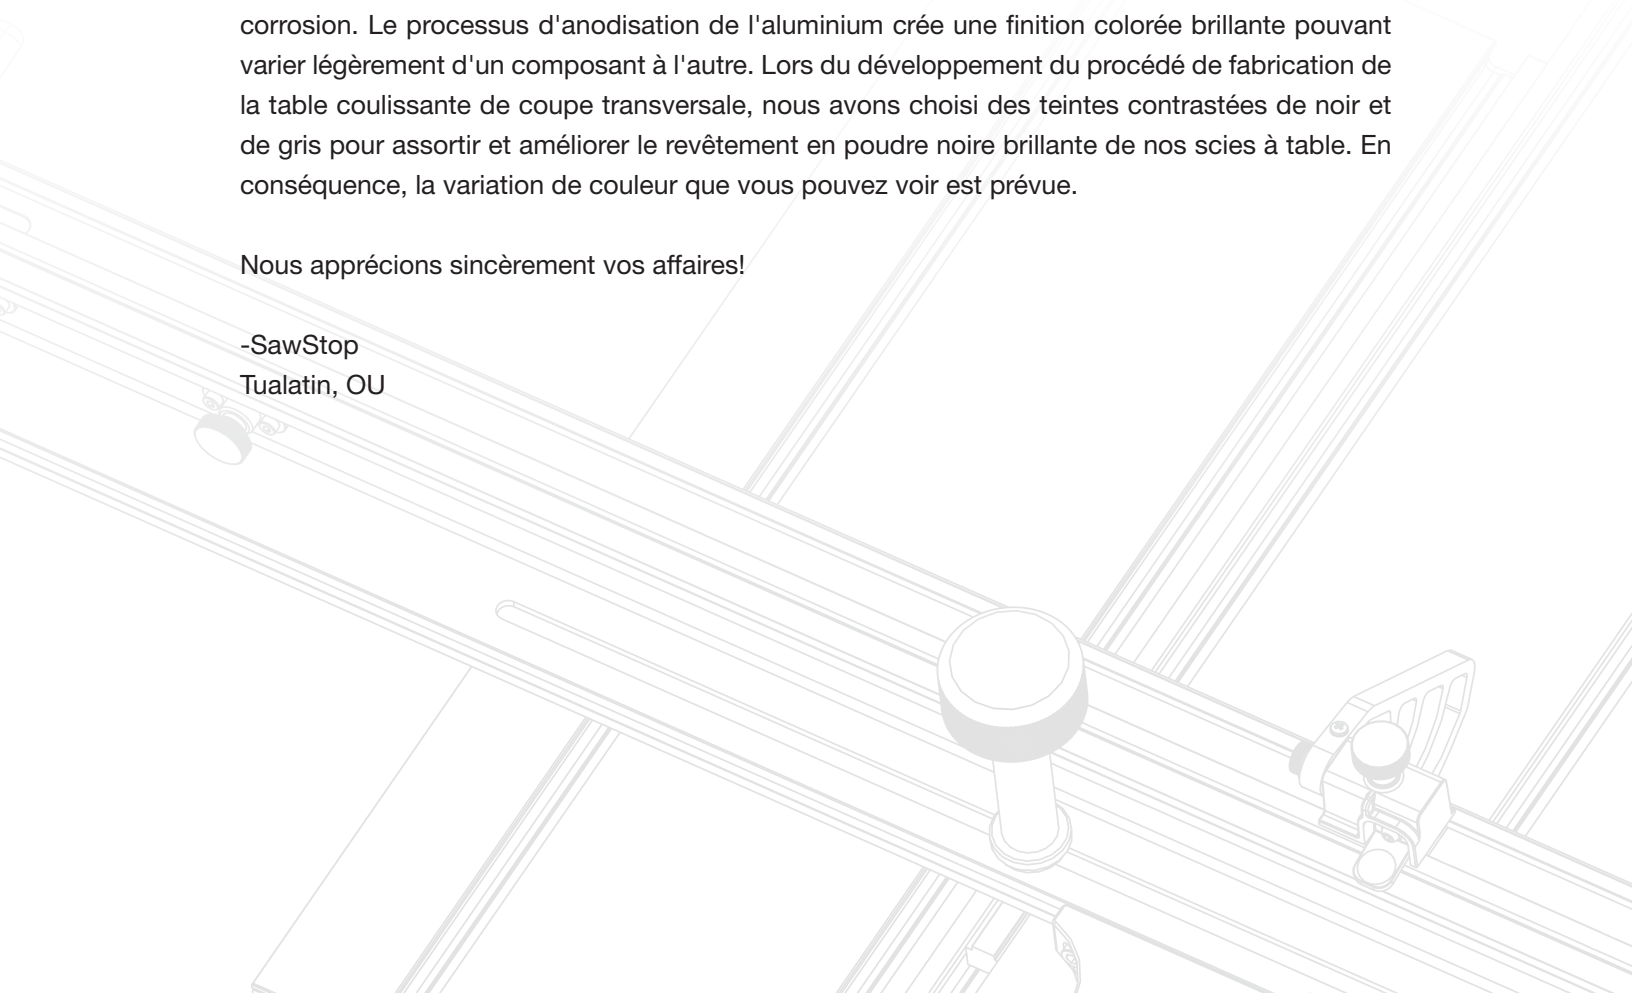 corrosion. Le processus d'anodisation de l'aluminium crée une finition colorée brillante pouvant
varier légèrement d'un composant à l'autre. Lors du développement du procédé de fabrication de
la table coulissante de coupe transversale, nous avons choisi des teintes contrastées de noir et
de gris pour assortir et améliorer le revêtement en poudre noire brillante de nos scies à table. En
conséquence, la variation de couleur que vous pouvez voir est prévue.
Nous apprécions sincèrement vos affaires!
-SawStop
Tualatin, OU